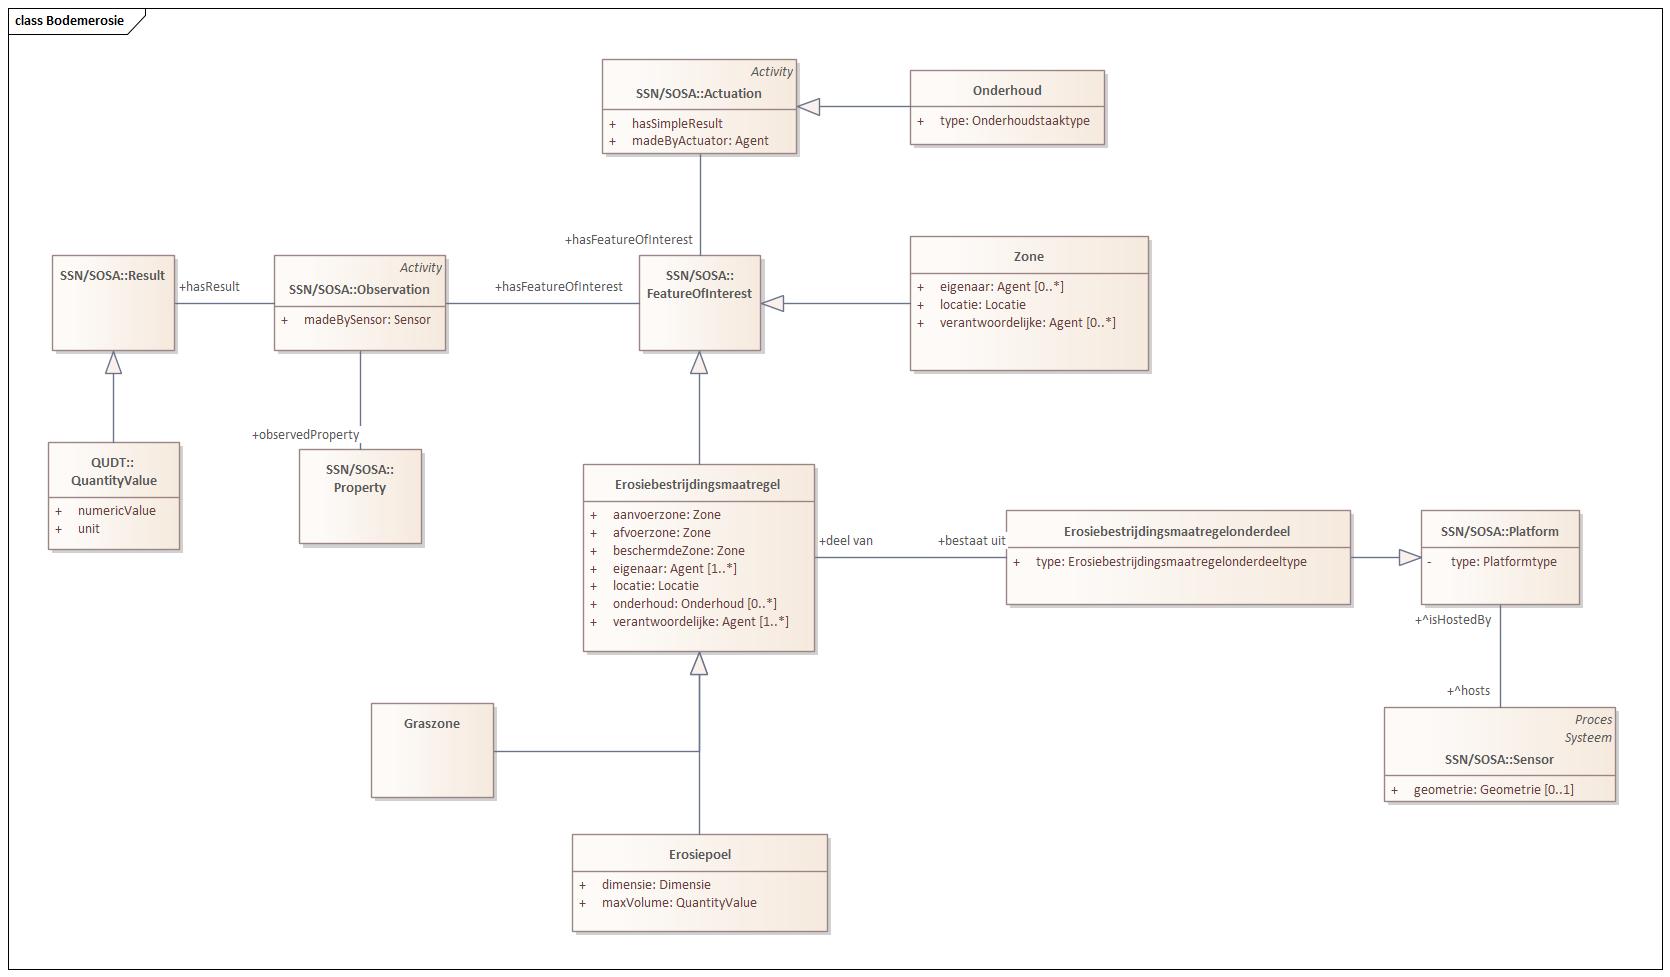 class Bodemerosie
Activity
SSN/SOSA::Actuation
+ hasSimpleResult
+ madeByActuator: Agent
Onderhoud
+ type: Onderhoudstaaktype
+hasFeatureOfInterest
SSN/SOSA::Result
+hasResult
Activity
SSN/SOSA::Observation
+ madeBySensor: Sensor
+hasFeatureOfInterest
SSN/SOSA::
FeatureOfInterest
Zone
+ eigenaar: Agent [0..*]
+ locatie: Locatie
+ verantwoordelijke: Agent [0..*]
+observedProperty
QUDT::
QuantityValue
+ numericValue
+ unit
SSN/SOSA::
Property
Erosiebestrijdingsmaatregel
+ aanvoerzone: Zone
+ afvoerzone: Zone
+ beschermdeZone: Zone
+ eigenaar: Agent [1..*]
+ locatie: Locatie
+ onderhoud: Onderhoud [0..*]
+ verantwoordelijke: Agent [1..*]
+deel van
+bestaat uit
Erosiebestrijdingsmaatregelonderdeel
+ type: Erosiebestrijdingsmaatregelonderdeeltype
SSN/SOSA::Platform
- type: Platformtype
+^isHostedBy
+^hosts
Proces
Systeem
SSN/SOSA::Sensor
+ geometrie: Geometrie [0..1]
Graszone
Erosiepoel
+ dimensie: Dimensie
+ maxVolume: QuantityValue